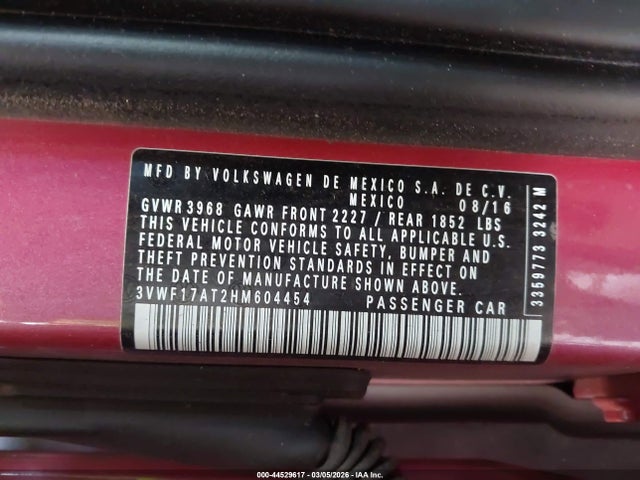 MFD BY VOLKSWAGEN DE MEXICO S.A. DE C.V.
MEXICO 08/16
GVWR 3968 GAWR FRONT 2227 / REAR 1852 LBS
THIS VEHICLE CONFORMS TO ALL APPLICABLE U.S.
FEDERAL MOTOR VEHICLE SAFETY, BUMPER AND
THEFT PREVENTION STANDARDS IN EFFECT ON
THE DATE OF MANUFACTURE SHOWN ABOVE.
3VWF17AT2HM604454 PASSENGER CAR
3359773 3242 M
000-44529617 - 03/05/2026 - IAA Inc.